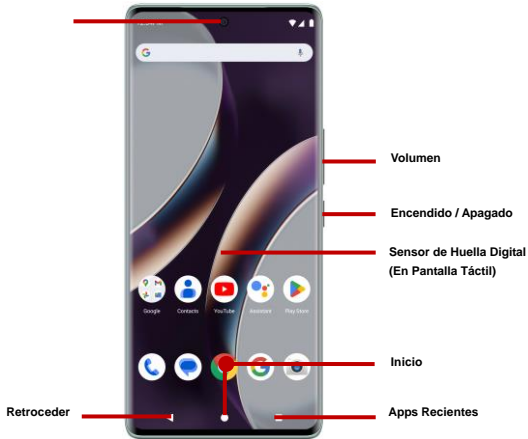 Volumen
Encendido / Apagado
Sensor de Huella Digital
(En Pantalla Táctil)
Google
Contacts
YouTube
Assistant
Play Store
Inicio
Retroceder
Apps Recientes